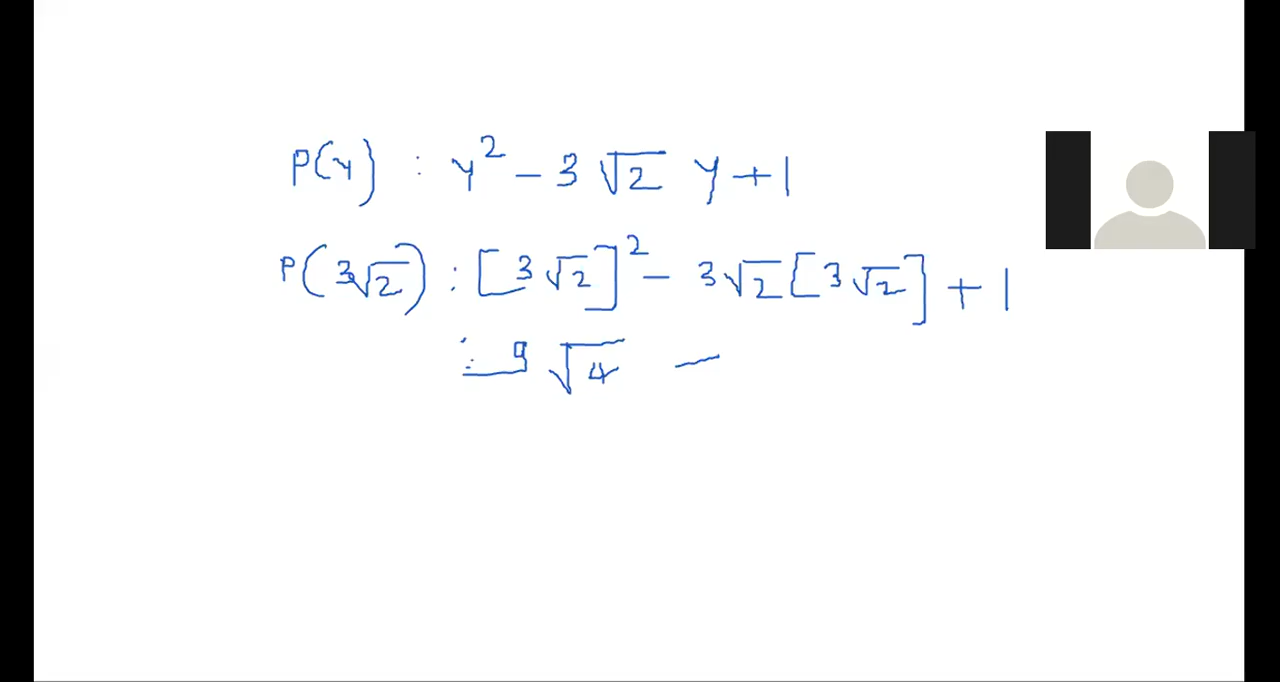 P(y) : y² - 3 √2 y + 1
P(3√2) : [3√2]² - 3√2[3√2] + 1
: 9 √4 -